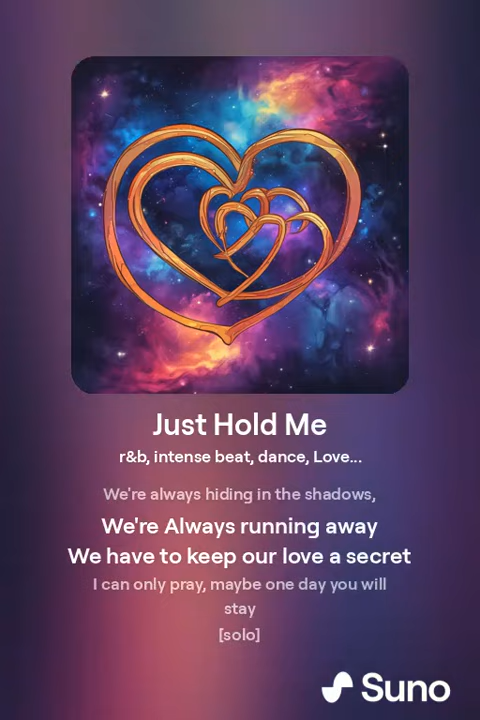 Just Hold Me
r&b, intense beat, dance, Love...
We're always hiding in the shadows,
We're Always running away
We have to keep our love a secret
I can only pray, maybe one day you will
stay
[solo]
Suno